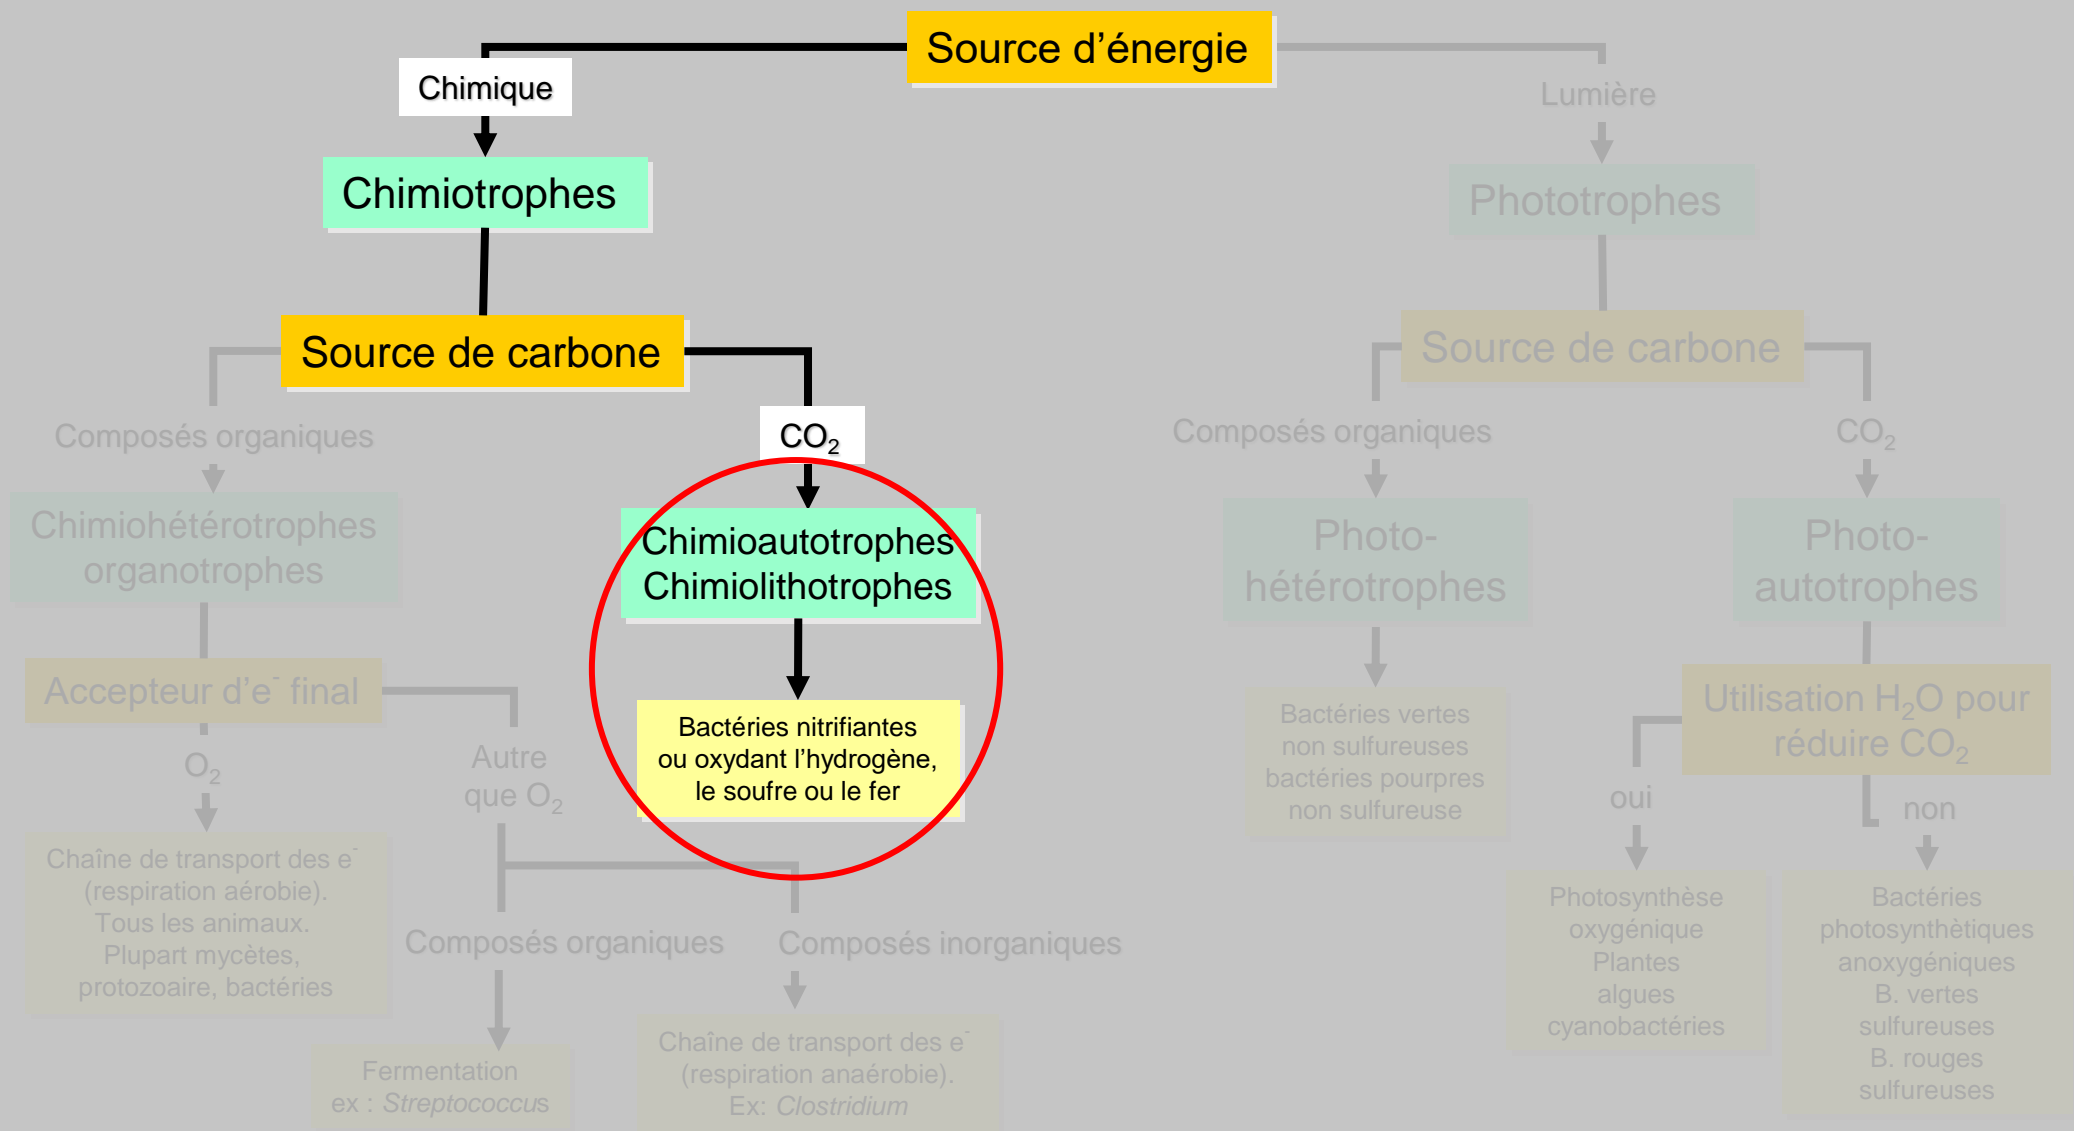 Source d’énergie
Chimique
Lumière
Chimiotrophes
Phototrophes
Source de carbone
Source de carbone
Composés organiques
CO₂
Composés organiques
CO₂
Chimiohétérotrophes
organotrophes
Chimioautotrophes
Chimiolithotrophes
Photo-
hétérotrophes
Photo-
autotrophes
Accepteur d’e⁻ final
O₂
Autre
que O₂
Bactéries nitrifiantes
ou oxydant l’hydrogène,
le soufre ou le fer
Bactéries vertes
non sulfureuses
bactéries pourpres
non sulfureuse
Utilisation H₂O pour
réduire CO₂
oui
non
Chaîne de transport des e⁻
(respiration aérobie).
Tous les animaux.
Plupart mycètes,
protozoaire, bactéries
Composés organiques
Composés inorganiques
Photosynthèse
oxygénique
Plantes
algues
cyanobactéries
Bactéries
photosynthètiques
anoxygéniques
B. vertes
sulfureuses
B. rouges
sulfureuses
Fermentation
ex : Streptococcus
Chaîne de transport des e⁻
(respiration anaérobie).
Ex: Clostridium